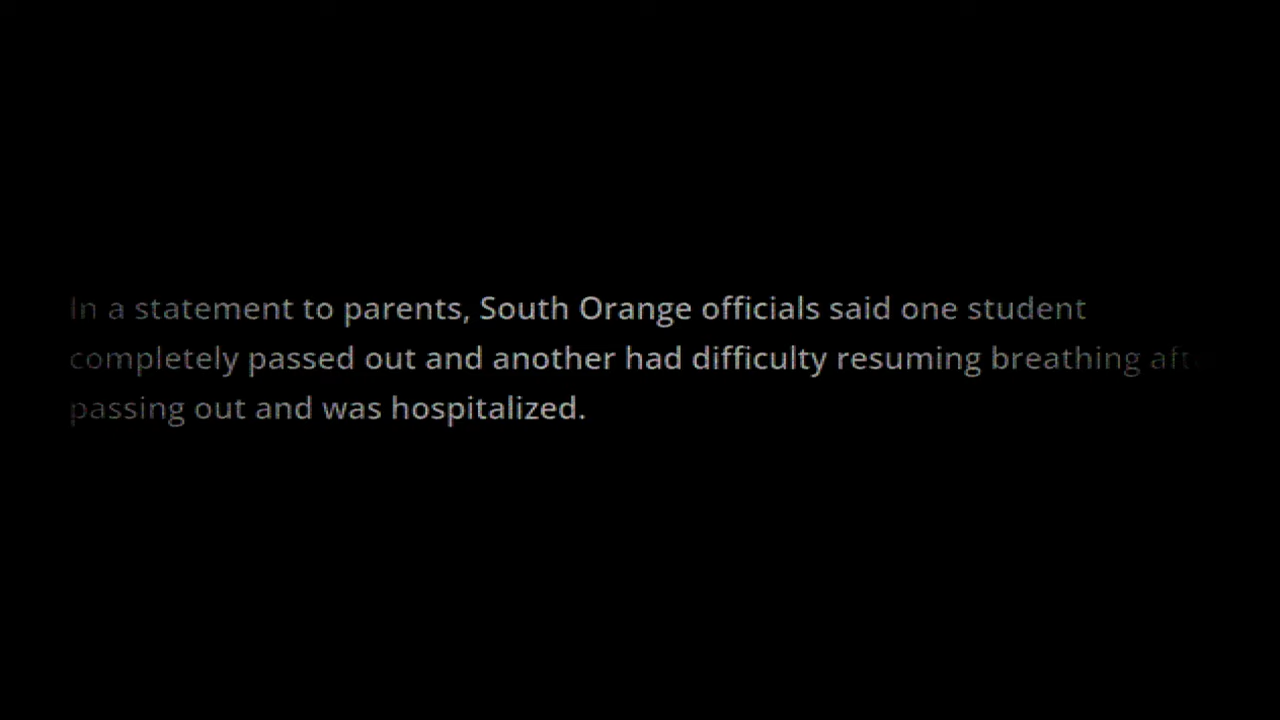 In a statement to parents, South Orange officials said one student
completely passed out and another had difficulty resuming breathing after
passing out and was hospitalized.